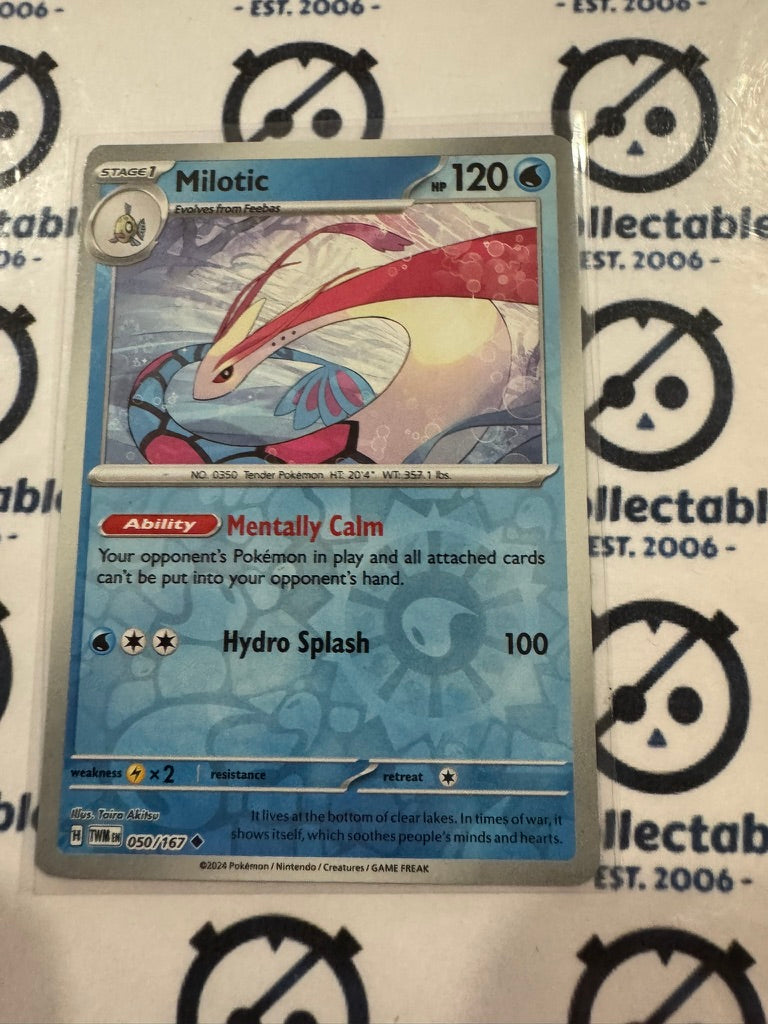 - EST. 2006 -
- EST. 2006 -
STAGE 1
Milotic
HP 120
Evolves from Feebas
llectable
EST. 2006 -
NO. 0350 Tender Pokémon HT: 20'4" WT: 357.1 lbs.
Ability Mentally Calm
Your opponent's Pokémon in play and all attached cards
can't be put into your opponent's hand.
llectabl
EST. 2006 -
Hydro Splash 100
weakness ×2 resistance retreat
Illus. Taira Akitsu
It lives at the bottom of clear lakes. In times of war, it
shows itself, which soothes people's minds and hearts.
H TWM EN 050/167
©2024 Pokémon / Nintendo / Creatures / GAME FREAK
llectabl
EST. 2006 -